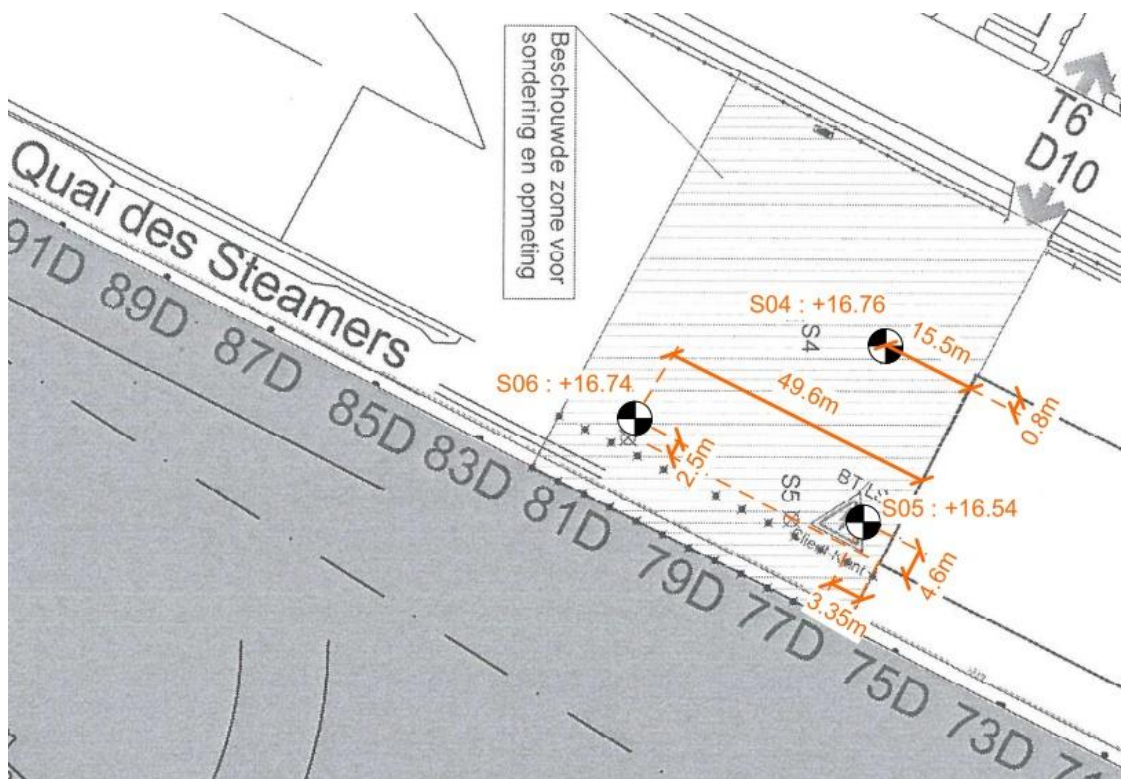 Beschouwde zone voor
sondering en opmeting
T6
D10
Quai des Steamers
91D 89D 87D 85D 83D 81D 79D 77D 75D 73D
S04 : +16.76
S4
15.5m
0.8m
49.6m
S06 : +16.74
2.5m
S5
S05 : +16.54
4.6m
3.35m